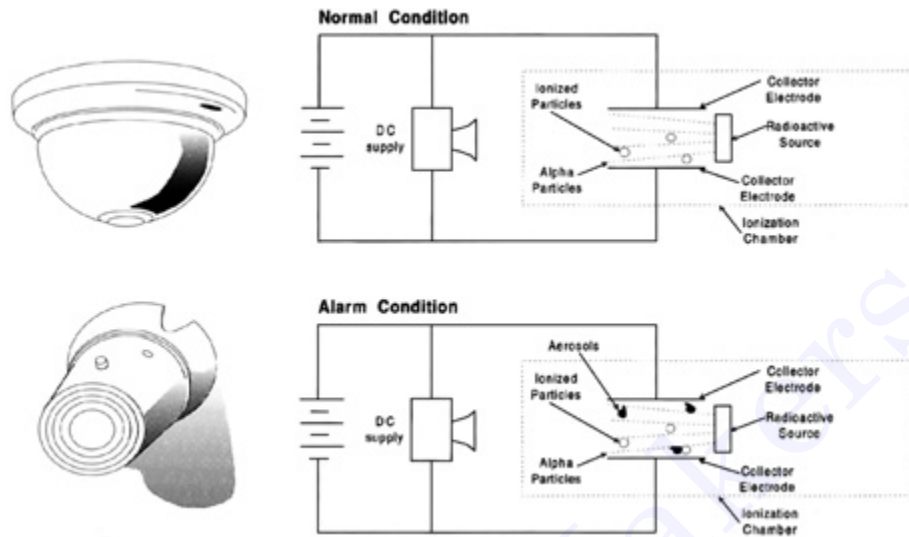 Normal Condition
Ionized
Particles
Collector
Electrode
DC
supply
Radioactive
Source
Alpha
Particles
Collector
Electrode
Ionization
Chamber
Alarm Condition
Aerosols
Ionized
Particles
Collector
Electrode
DC
supply
Radioactive
Source
Alpha
Particles
Collector
Electrode
Ionization
Chamber
akers